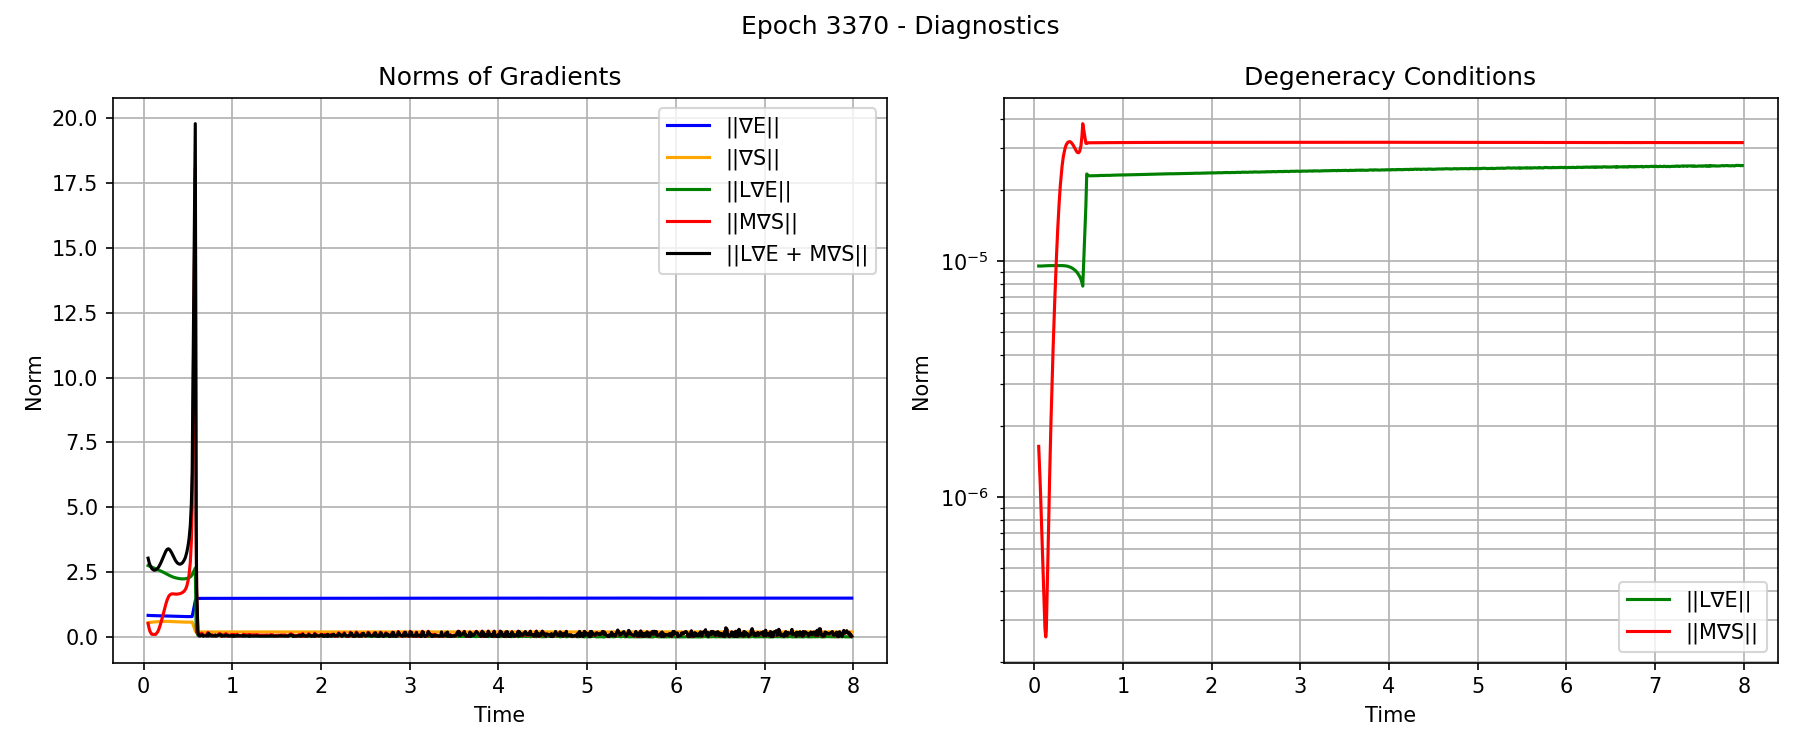 Epoch 3370 - Diagnostics
Norms of Gradients
20.0
17.5
15.0
12.5
10.0
7.5
5.0
2.5
0.0
Norm
0 1 2 3 4 5 6 7 8
Time
||∇E||
||∇S||
||L∇E||
||M∇S||
||L∇E + M∇S||
Degeneracy Conditions
10⁻⁵
10⁻⁶
Norm
0 1 2 3 4 5 6 7 8
Time
||L∇E||
||M∇S||